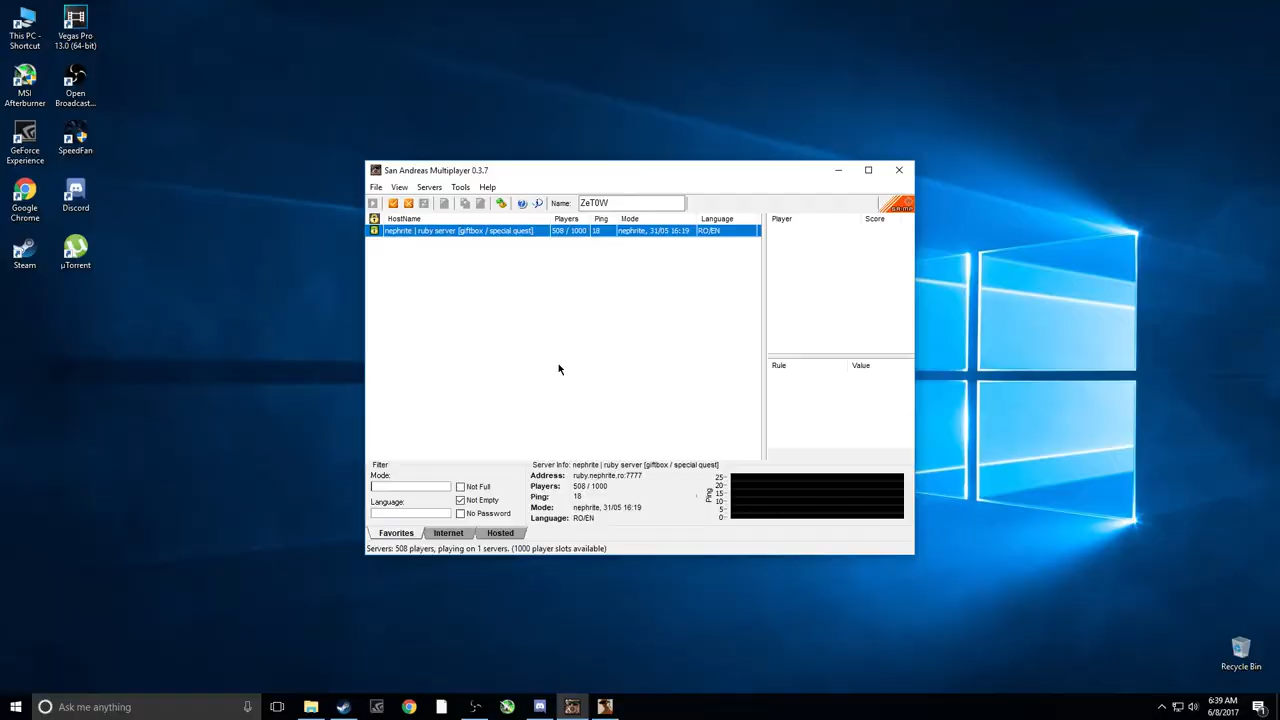 This PC -
Shortcut
Vegas Pro
13.0 (64-bit)
MSI
Afterburner
Open
Broadcast...
GeForce
Experience
SpeedFan
Google
Chrome
Discord
Steam
µTorrent
San Andreas Multiplayer 0.3.7
File View Servers Tools Help
Name: ZeT0W
HostName Players Ping Mode Language
nephrite | ruby server [giftbox / special quest] 508 / 1000 18 nephrite, 31/05 16:19 RO/EN
Player Score
Rule Value
Filter
Mode:
Not Full
Not Empty
Language:
No Password
Server Info: nephrite | ruby server [giftbox / special quest]
Address: ruby.nephrite.ro:7777
Players: 508 / 1000
Ping: 18
Mode: nephrite, 31/05 16:19
Language: RO/EN
Ping
25
20
15
10
5
0
Favorites Internet Hosted
Servers: 508 players, playing on 1 servers. (1000 player slots available)
Recycle Bin
Ask me anything
6:39 AM
6/8/2017